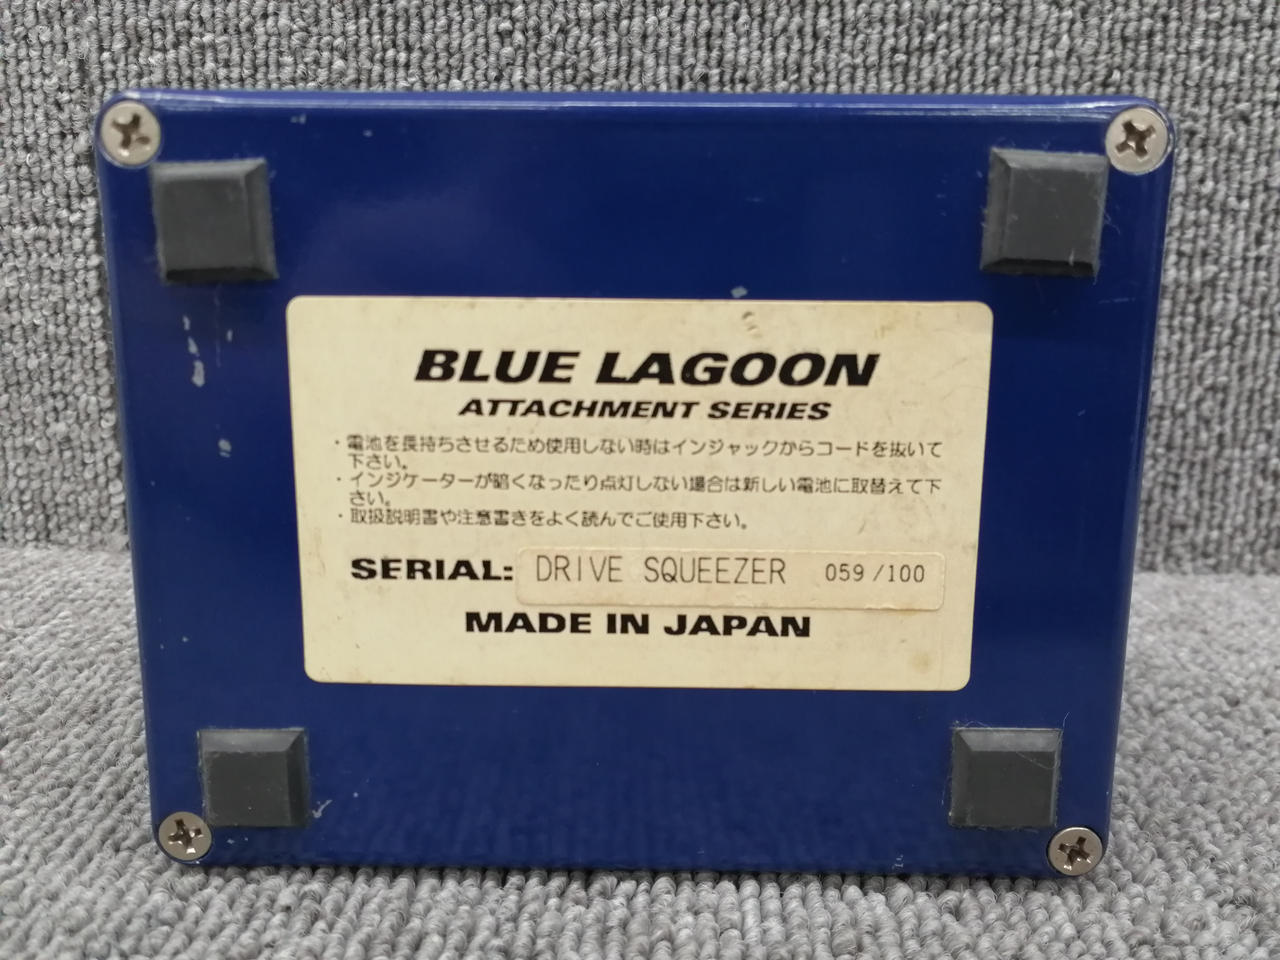 BLUE LAGOON
ATTACHMENT SERIES
・電池を長持ちさせるため使用しない時はインジャックからコードを抜いて
下さい。
・インジケーターが暗くなったり点灯しない場合は新しい電池に取替えて下
さい。
・取扱説明書や注意書きをよく読んでご使用下さい。
SERIAL: DRIVE SQUEEZER 059/100
MADE IN JAPAN